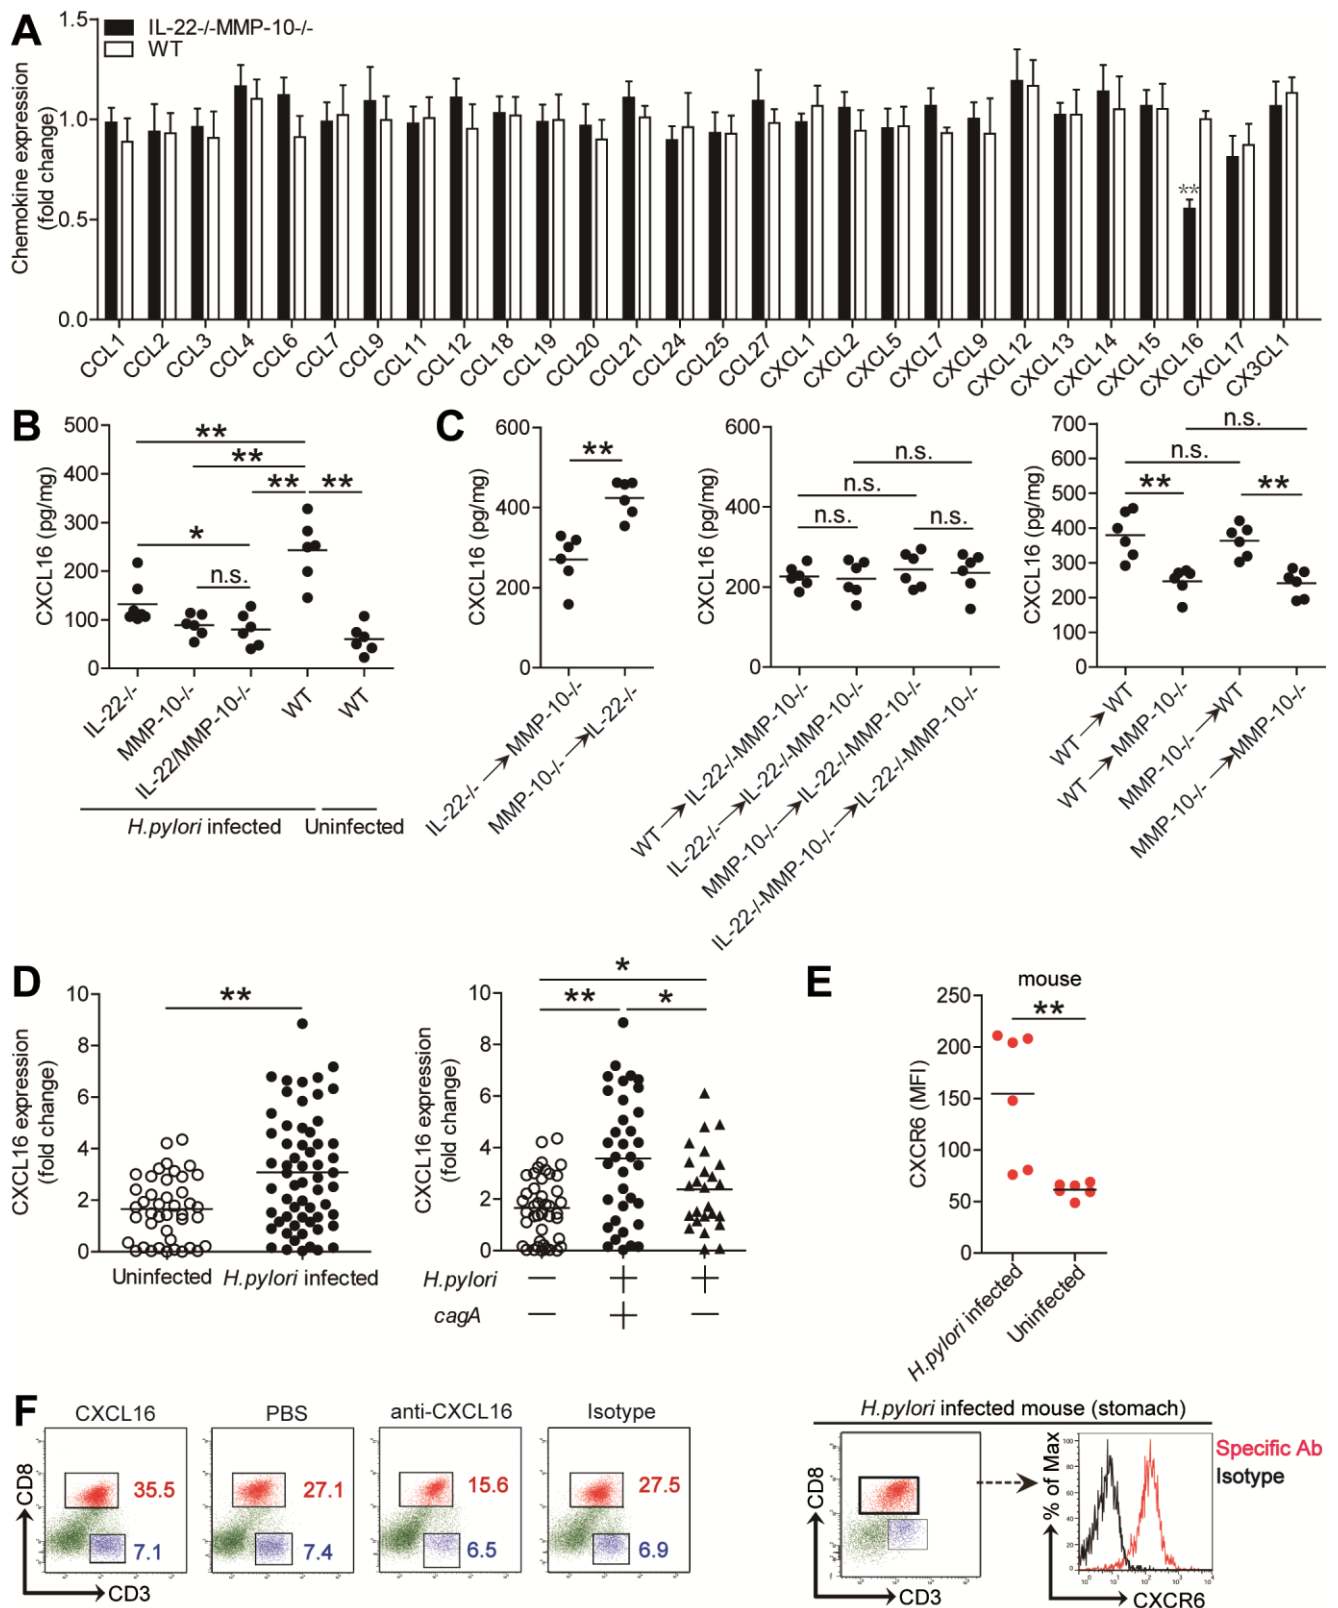 A
1.5
1.0
0.5
0.0
Chemokine expression
(fold change)
IL-22-/-MMP-10-/-
WT
**
CCL1
CCL2
CCL3
CCL4
CCL6
CCL7
CCL9
CCL11
CCL12
CCL18
CCL19
CCL20
CCL21
CCL24
CCL25
CCL27
CXCL1
CXCL2
CXCL5
CXCL7
CXCL9
CXCL12
CXCL13
CXCL14
CXCL15
CXCL16
CXCL17
CX3CL1
B
CXCL16 (pg/mg)
500
400
300
200
100
0
**
**
** **
*
n.s.
IL-22-/-
MMP-10-/-
IL-22/MMP-10-/-
WT
WT
H.pylori infected
Uninfected
C
CXCL16 (pg/mg)
600
400
200
0
**
IL-22-/- → MMP-10-/-
MMP-10-/- → IL-22-/-
CXCL16 (pg/mg)
600
400
200
0
n.s.
n.s.
n.s. n.s.
WT → IL-22-/-MMP-10-/-
IL-22-/- → IL-22-/-MMP-10-/-
MMP-10-/- → IL-22-/-MMP-10-/-
IL-22-/-MMP-10-/- → IL-22-/-MMP-10-/-
CXCL16 (pg/mg)
700
600
500
400
300
200
100
0
n.s.
n.s.
** **
WT → WT
WT → MMP-10-/-
MMP-10-/- → WT
MMP-10-/- → MMP-10-/-
D
CXCL16 expression
(fold change)
10
8
6
4
2
0
**
Uninfected
H.pylori infected
CXCL16 expression
(fold change)
10
8
6
4
2
0
*
** *
H.pylori — + +
cagA — + —
E
mouse
CXCR6 (MFI)
250
200
150
100
50
0
**
H.pylori infected
Uninfected
F
CXCL16
PBS
anti-CXCL16
Isotype
35.5
7.1
27.1
7.4
15.6
6.5
27.5
6.9
CD8
CD3
H.pylori infected mouse (stomach)
CD8
CD3
% of Max
100
80
60
40
20
0
CXCR6
Specific Ab
Isotype